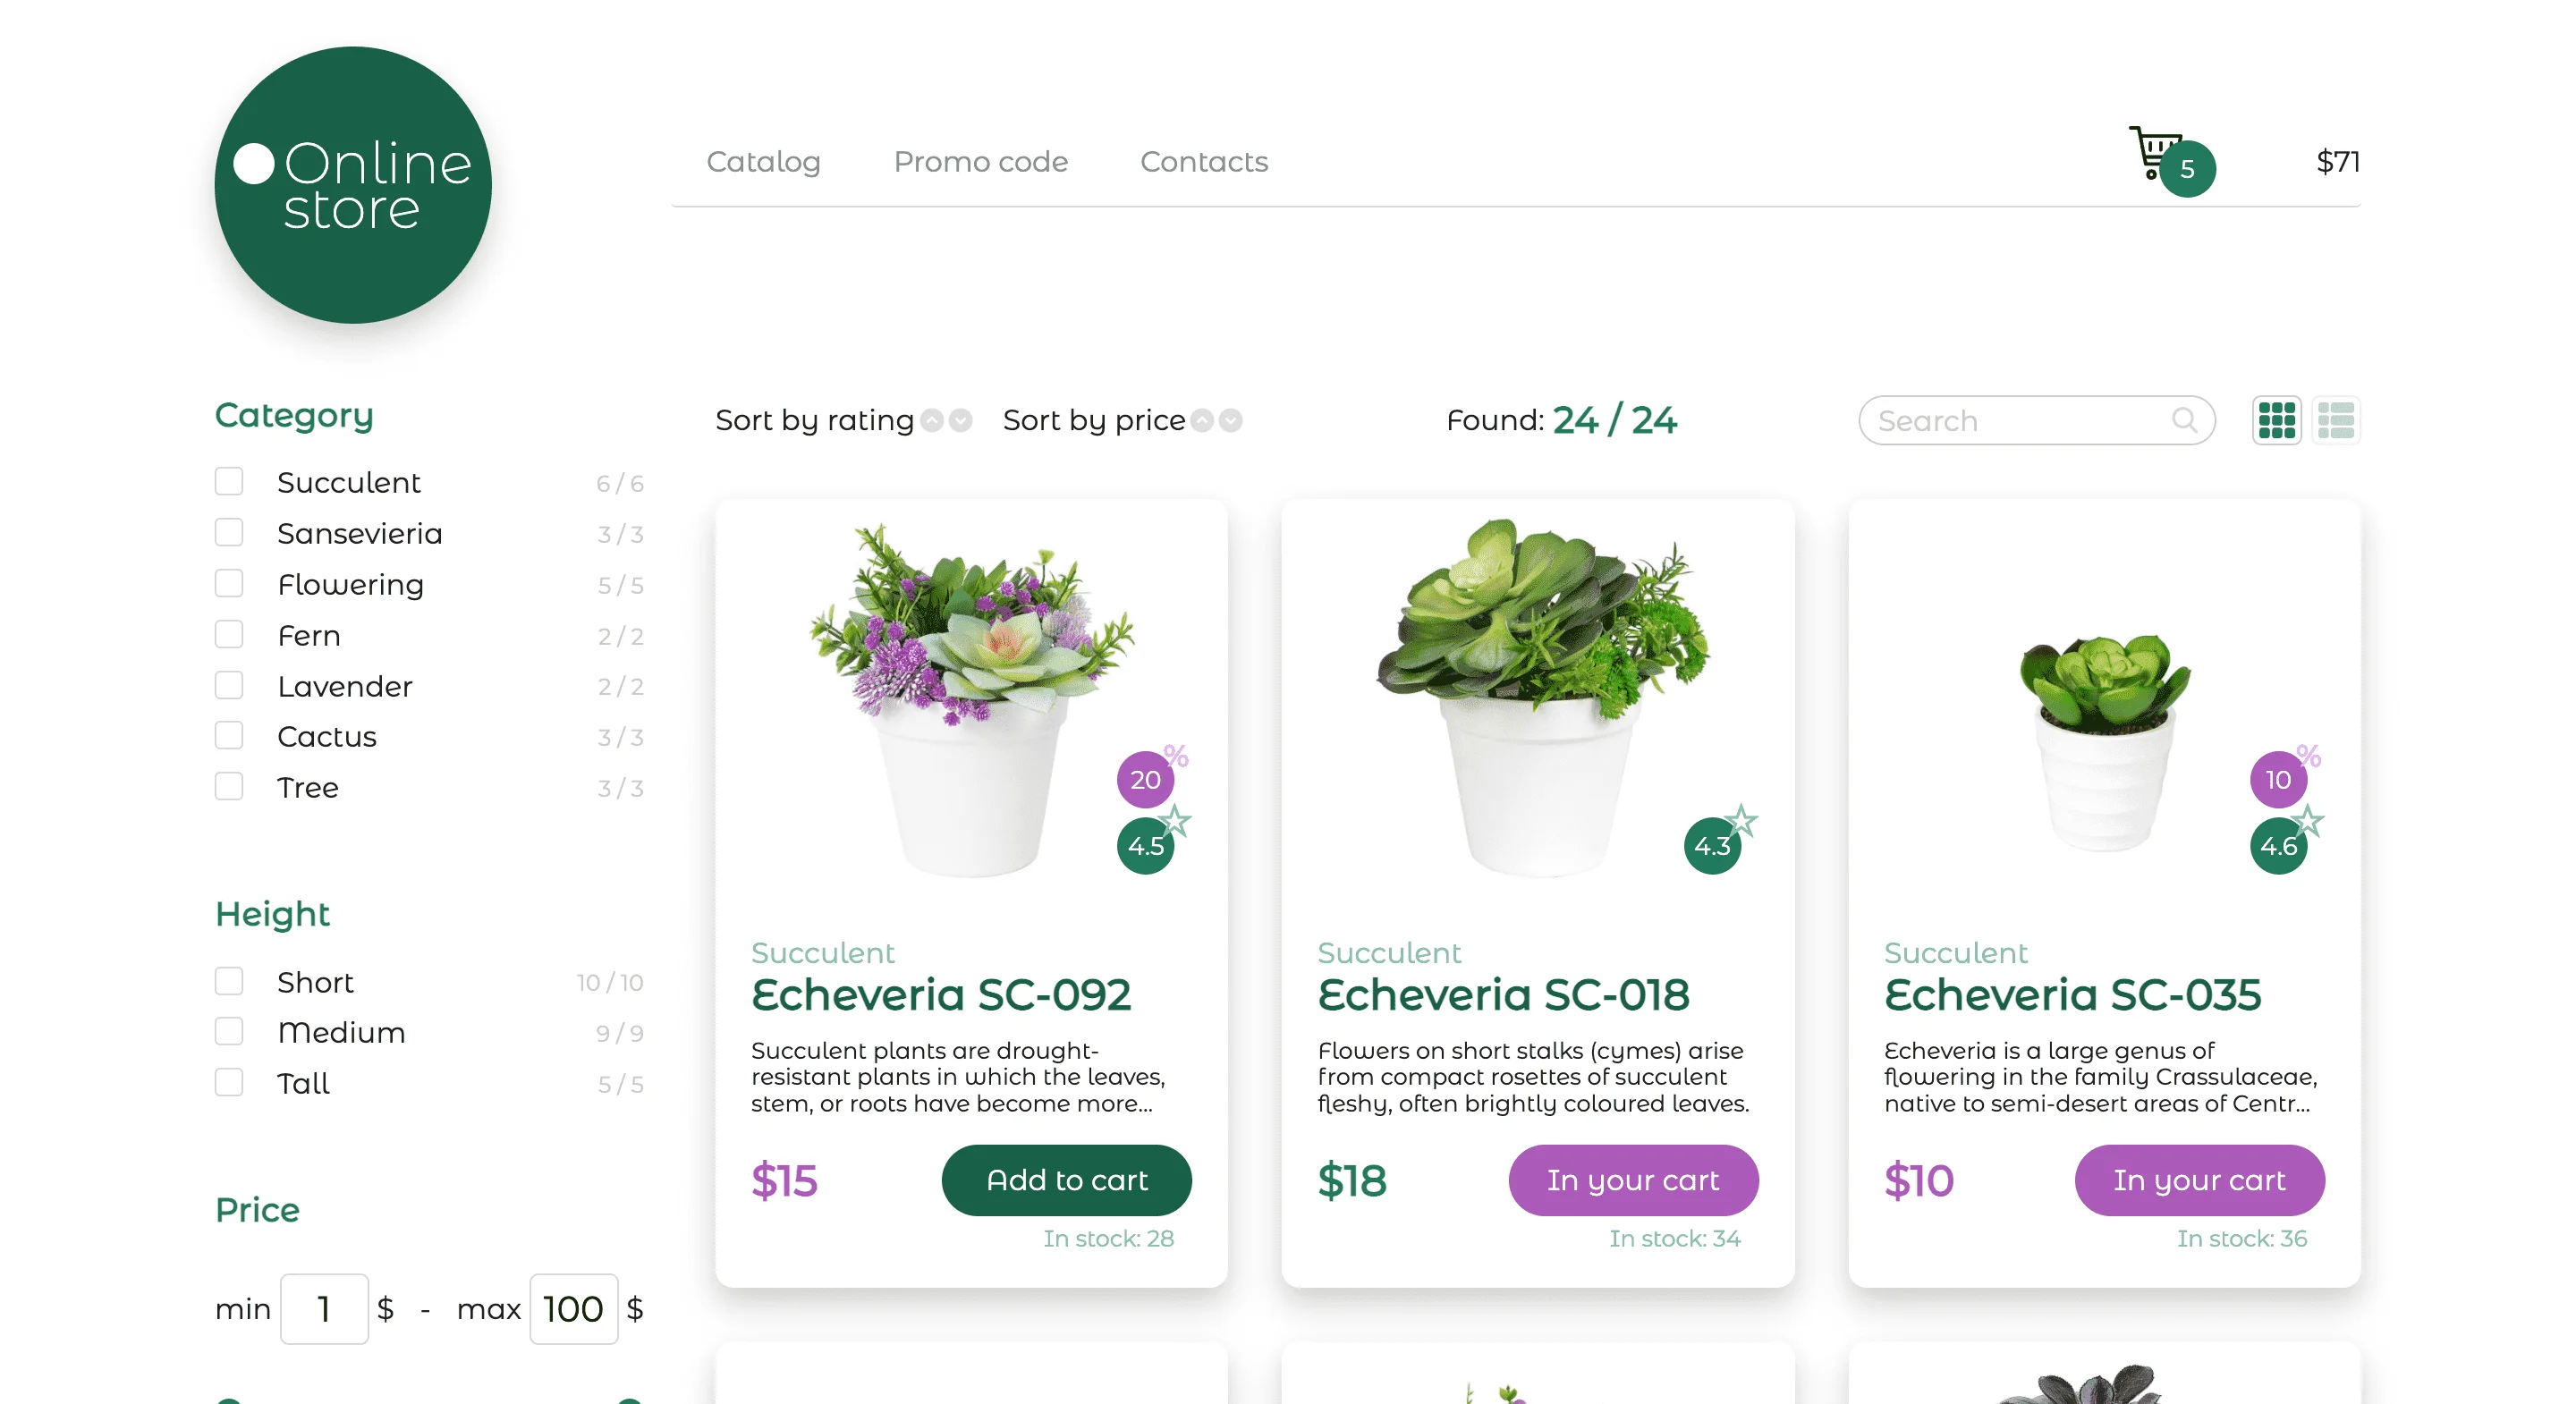 Online
store
Catalog
Promo code
Contacts
5
$71
Category
Succulent 6 / 6
Sansevieria 3 / 3
Flowering 5 / 5
Fern 2 / 2
Lavender 2 / 2
Cactus 3 / 3
Tree 3 / 3
Height
Short 10 / 10
Medium 9 / 9
Tall 5 / 5
Price
min 1 $ - max 100 $
Sort by rating
Sort by price
Found: 24 / 24
Search
20 %
4.5
Succulent
Echeveria SC-092
Succulent plants are drought-
resistant plants in which the leaves,
stem, or roots have become more...
$15
Add to cart
In stock: 28
4.3
Succulent
Echeveria SC-018
Flowers on short stalks (cymes) arise
from compact rosettes of succulent
fleshy, often brightly coloured leaves.
$18
In your cart
In stock: 34
10 %
4.6
Succulent
Echeveria SC-035
Echeveria is a large genus of
flowering in the family Crassulaceae,
native to semi-desert areas of Centr...
$10
In your cart
In stock: 36